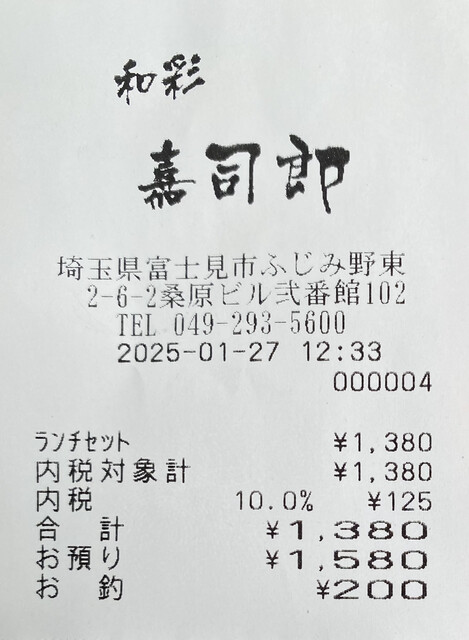 和彩
嘉司郎
埼玉県富士見市ふじみ野東
2-6-2桑原ビル弐番館102
TEL 049-293-5600
2025-01-27 12:33
000004
ﾗﾝﾁｾｯﾄ ¥1,380
内税対象計 ¥1,380
内税 10.0% ¥125
合 計 ¥1,380
お預り ¥1,580
お 釣 ¥200